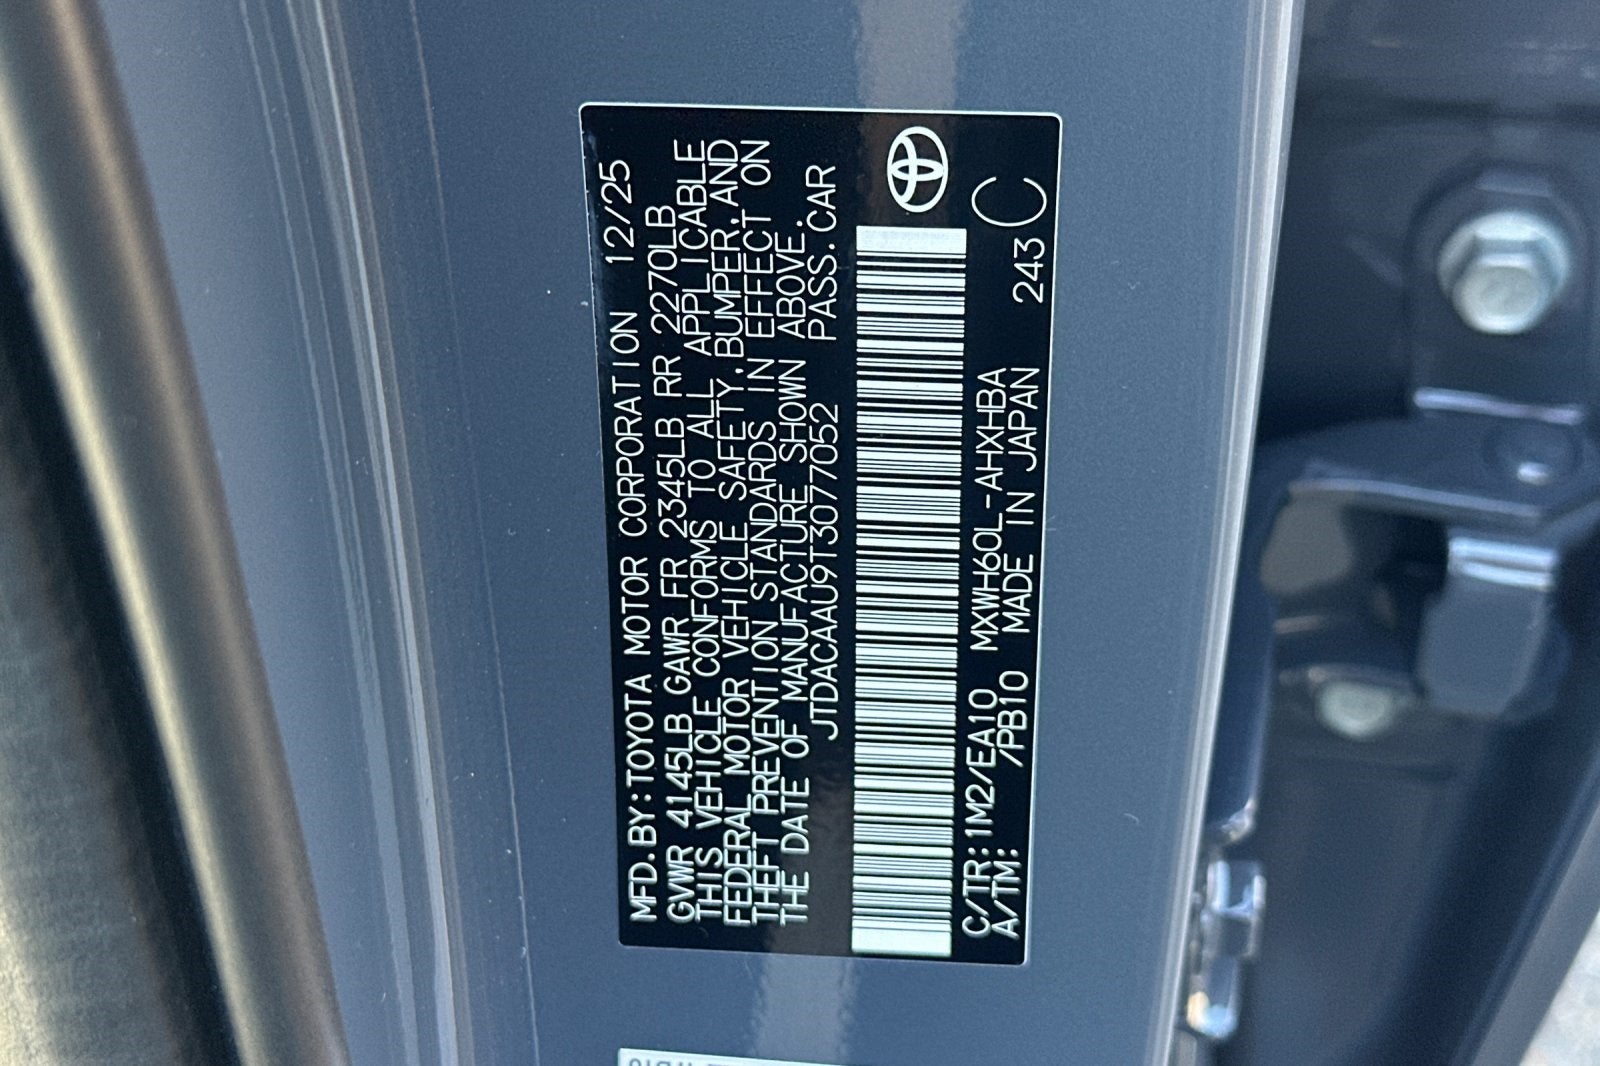 MFD.BY:TOYOTA MOTOR CORPORATION 12/25
GVWR 4145LB GAWR FR 2345LB RR 2270LB
THIS VEHICLE CONFORMS TO ALL APPLICABLE
FEDERAL MOTOR VEHICLE SAFETY,BUMPER,AND
THEFT PREVENTION STANDARDS IN EFFECT ON
THE DATE OF MANUFACTURE SHOWN ABOVE.
JTDACAAU9T3077052 PASS.CAR
C/TR:1M2/EA10 MXWH60L-AHXHBA
A/TM: /PB10 MADE IN JAPAN 243 C